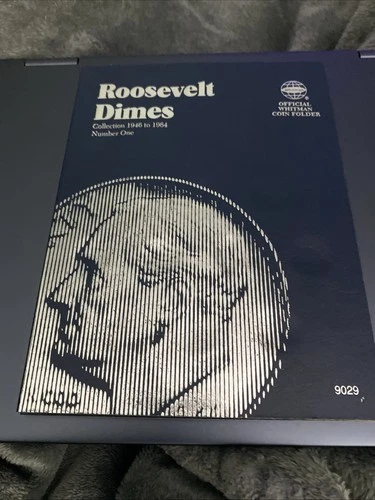 Roosevelt
Dimes
Collection 1946 to 1964
Number One
OFFICIAL
WHITMAN
COIN FOLDER
9029